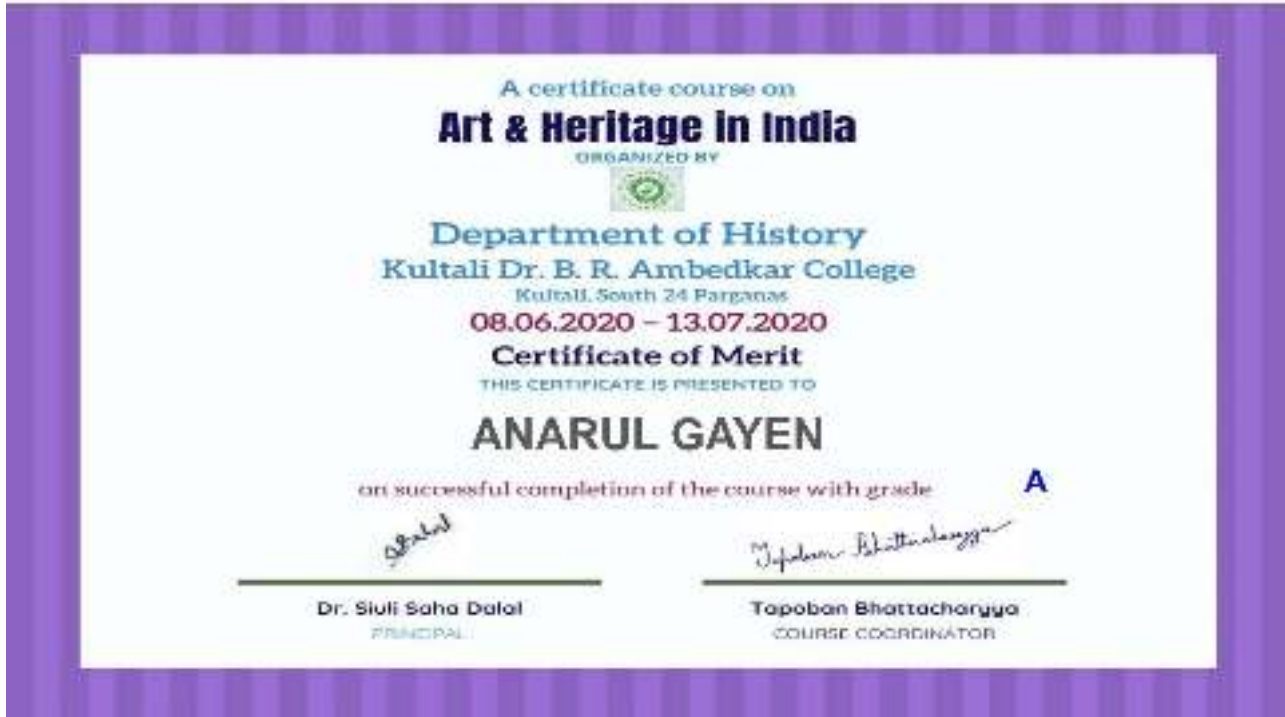 A certificate course on
Art & Heritage in India
ORGANIZED BY
Department of History
Kultali Dr. B. R. Ambedkar College
Kultali, South 24 Parganas
08.06.2020 – 13.07.2020
Certificate of Merit
THIS CERTIFICATE IS PRESENTED TO
ANARUL GAYEN
on successful completion of the course with grade A
Tapoban Bhattacharyya
Dr. Siuli Saha Dalal Tapoban Bhattacharyya
PRINCIPAL COURSE COORDINATOR